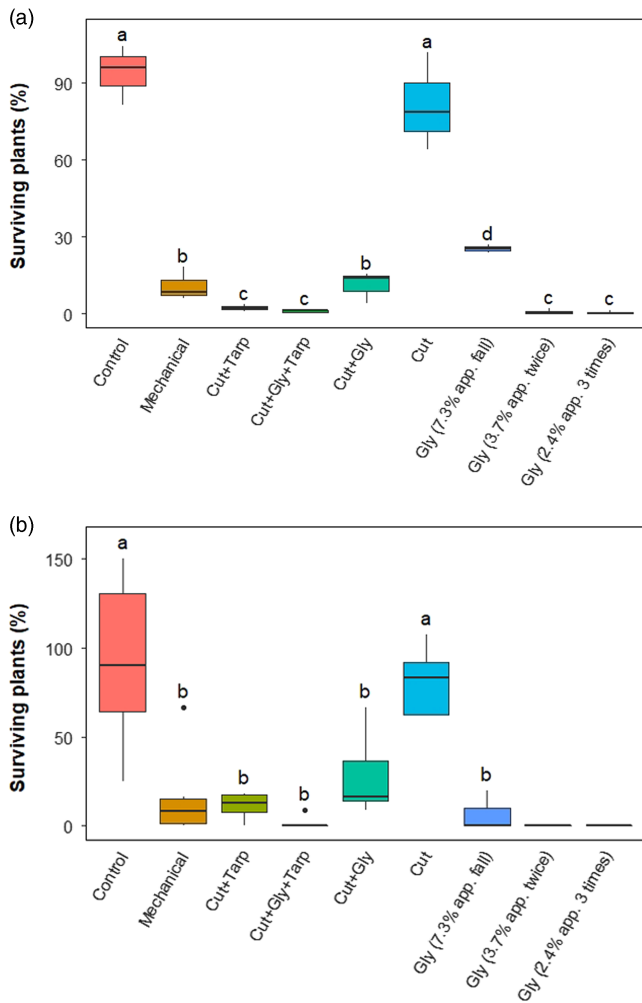 (a)
Surviving plants (%)
90
60
30
0
a
b
c
c
b
a
d
c
c
Control
Mechanical
Cut+Tarp
Cut+Gly+Tarp
Cut+Gly
Cut
Gly (7.3% app. fall)
Gly (3.7% app. twice)
Gly (2.4% app. 3 times)
(b)
Surviving plants (%)
150
100
50
0
a
b
b
b
b
a
b
Control
Mechanical
Cut+Tarp
Cut+Gly+Tarp
Cut+Gly
Cut
Gly (7.3% app. fall)
Gly (3.7% app. twice)
Gly (2.4% app. 3 times)